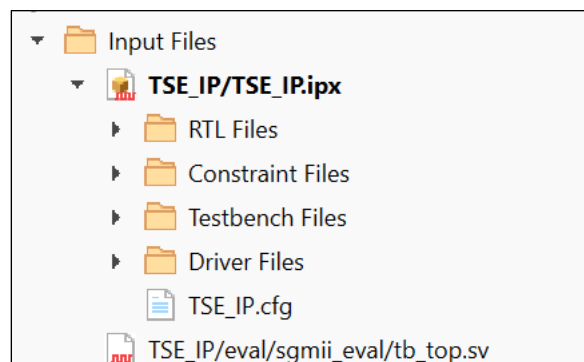 Input Files
TSE_IP/TSE_IP.ipx
RTL Files
Constraint Files
Testbench Files
Driver Files
TSE_IP.cfg
TSE_IP/eval/sgmii_eval/tb_top.sv